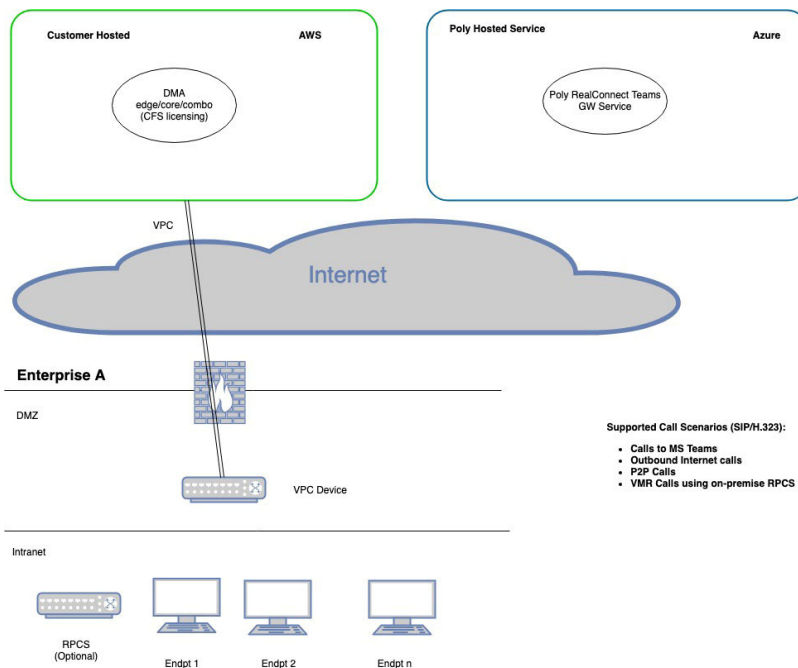 Customer Hosted
AWS
DMA
edge/core/combo
(CFS licensing)
Poly Hosted Service
Azure
Poly RealConnect Teams
GW Service
VPC
Internet
Enterprise A
DMZ
VPC Device
Supported Call Scenarios (SIP/H.323):
• Calls to MS Teams
• Outbound Internet calls
• P2P Calls
• VMR Calls using on-premise RPCS
Intranet
RPCS
(Optional)
Endpt 1
Endpt 2
Endpt n